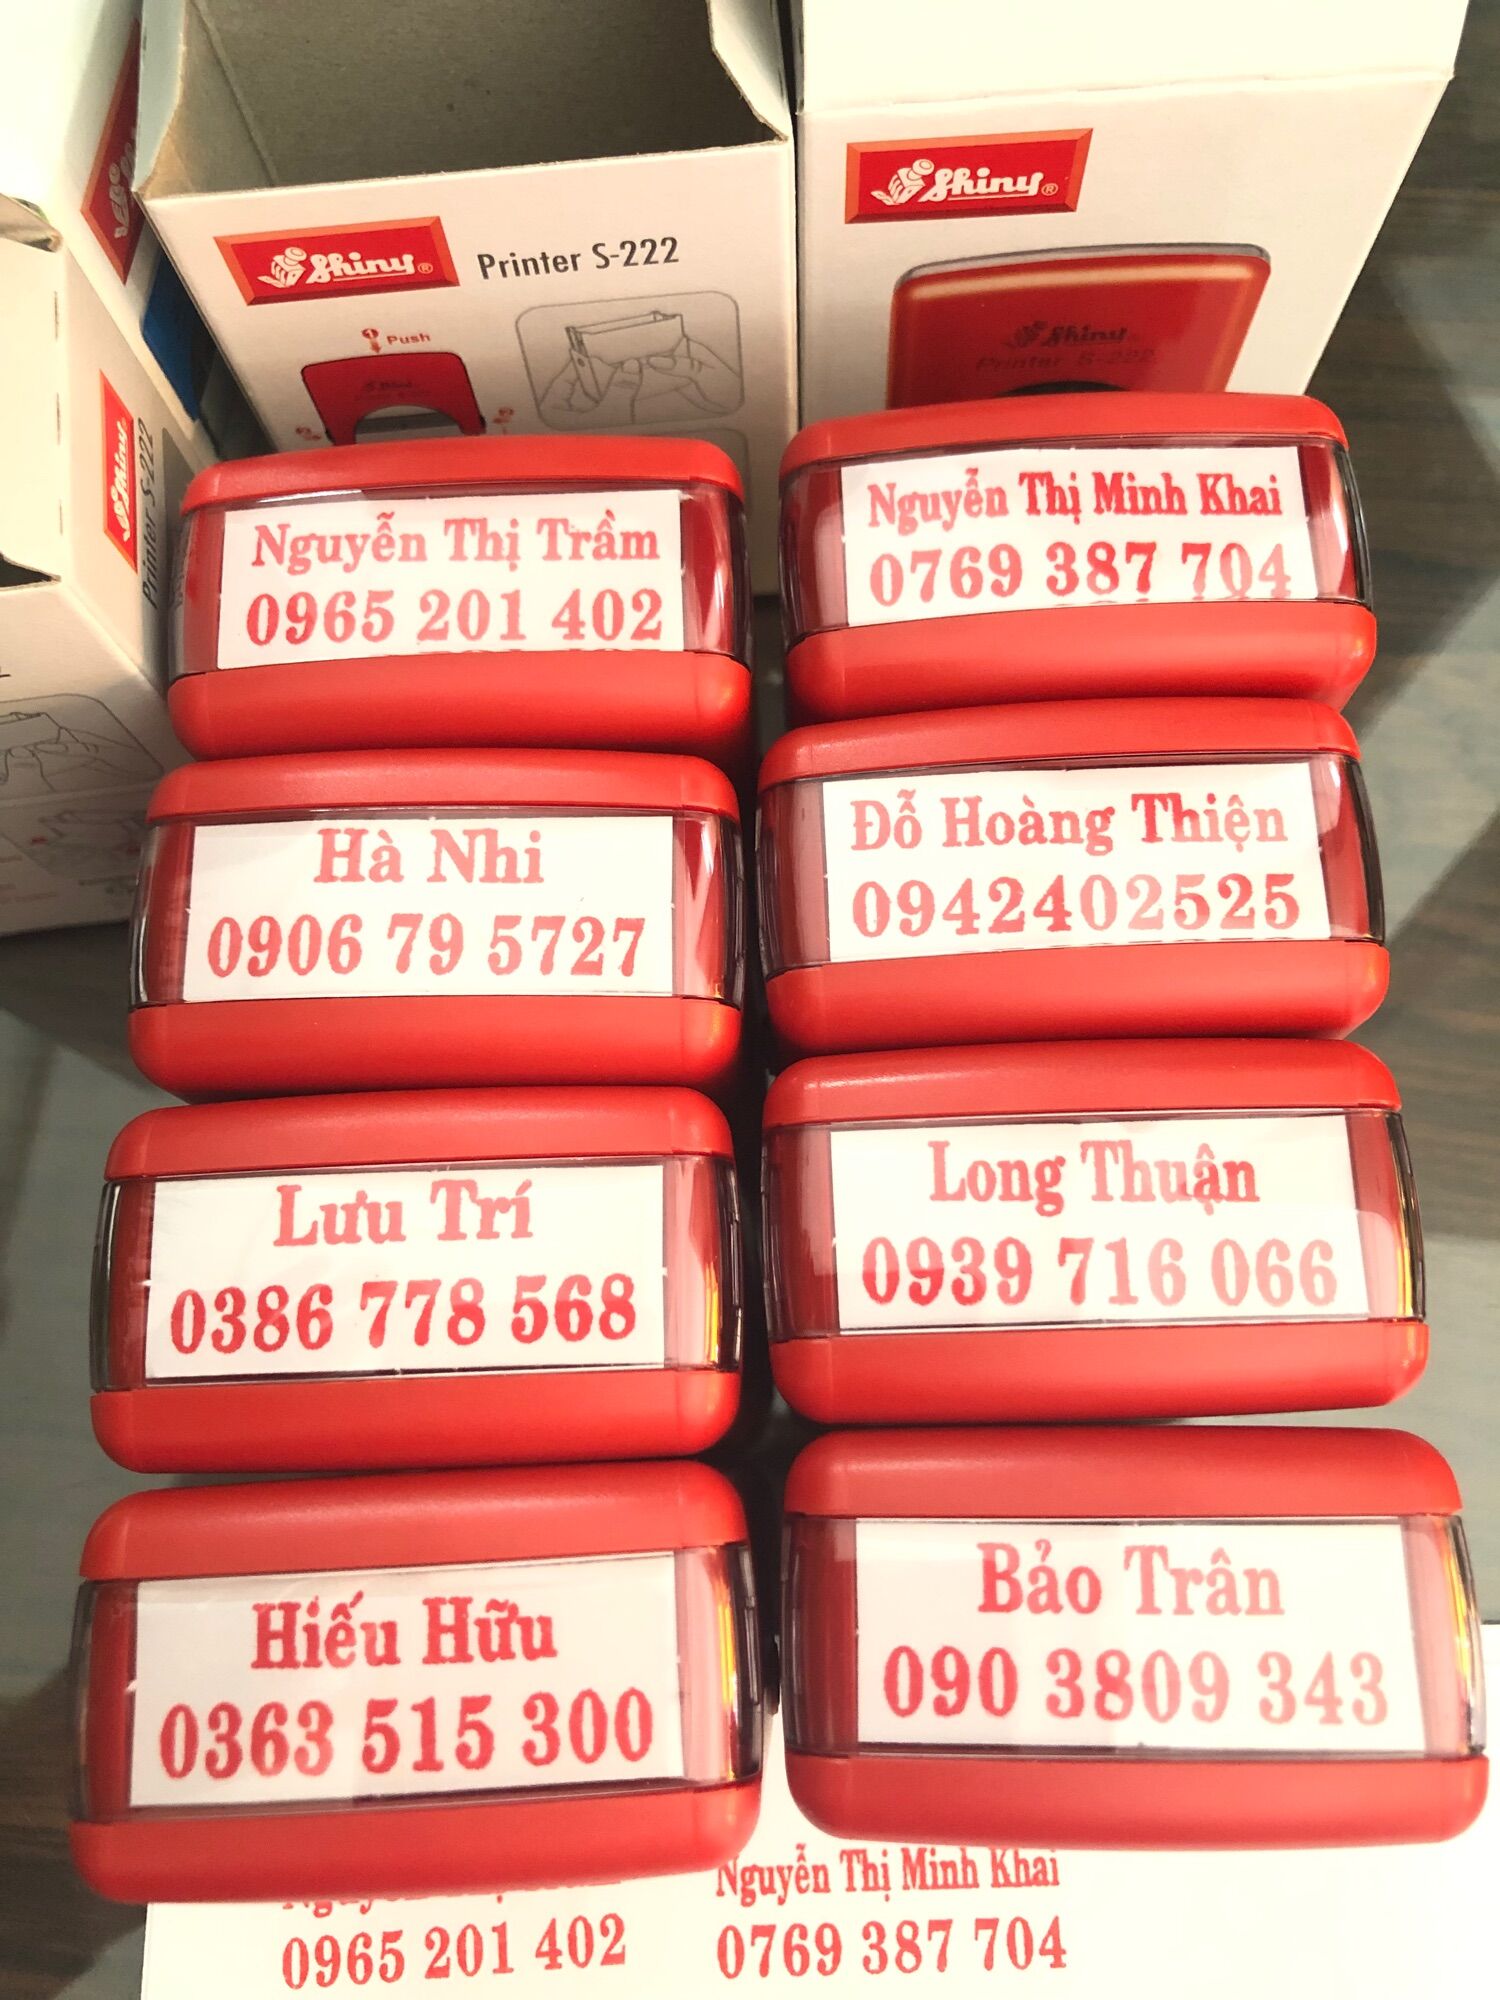 Shiny®
Shiny®
Printer S-222
Push
Shiny
Printer S-222
Shiny
Printer S-222
Nguyễn Thị Trầm
0965 201 402
Nguyễn Thị Minh Khai
0769 387 704
Hà Nhi
0906 79 5727
Đỗ Hoàng Thiện
0942402525
Lưu Trí
0386 778 568
Long Thuận
0939 716 066
Hiếu Hữu
0363 515 300
Bảo Trân
090 3809 343
Nguyễn Thị Minh Khai
0965 201 402
0769 387 704